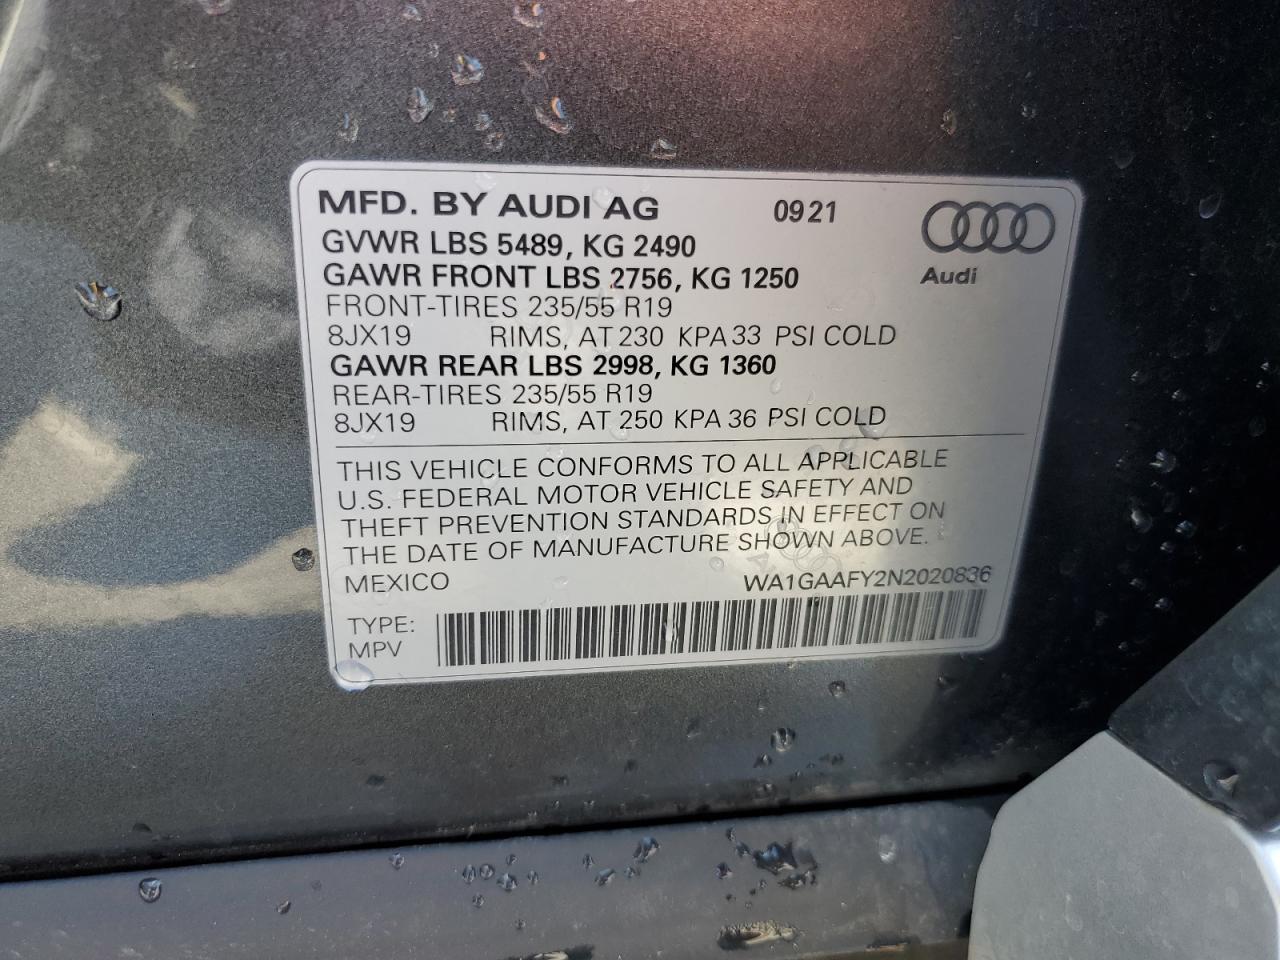 MFD. BY AUDI AG 0921
GVWR LBS 5489, KG 2490
GAWR FRONT LBS 2756, KG 1250
Audi
FRONT-TIRES 235/55 R19
8JX19 RIMS, AT 230 KPA 33 PSI COLD
GAWR REAR LBS 2998, KG 1360
REAR-TIRES 235/55 R19
8JX19 RIMS, AT 250 KPA 36 PSI COLD
THIS VEHICLE CONFORMS TO ALL APPLICABLE
U.S. FEDERAL MOTOR VEHICLE SAFETY AND
THEFT PREVENTION STANDARDS IN EFFECT ON
THE DATE OF MANUFACTURE SHOWN ABOVE.
MEXICO WA1GAAFY2N2020836
TYPE:
MPV